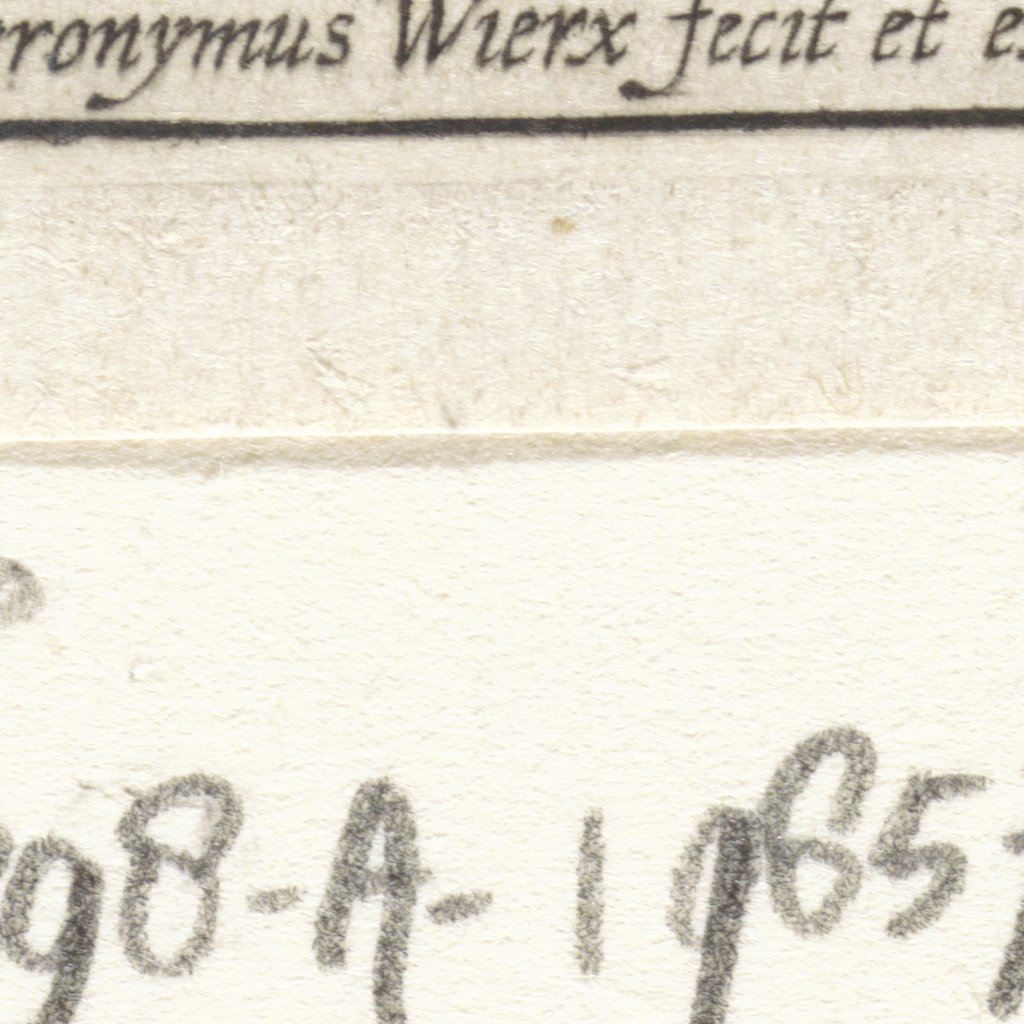 ronymus Wierx fecit et e
98-A-1965